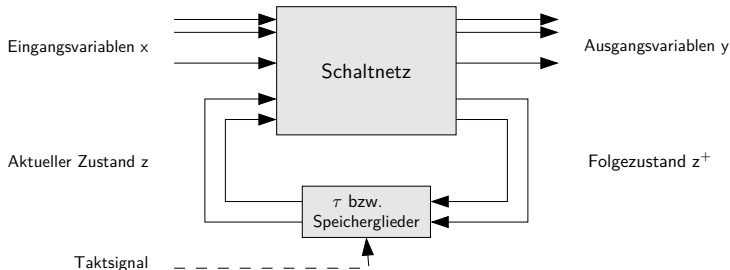 Eingangsvariablen x
Ausgangsvariablen y
Schaltnetz
Aktueller Zustand z
Folgezustand z⁺
τ bzw.
Speicherglieder
Taktsignal